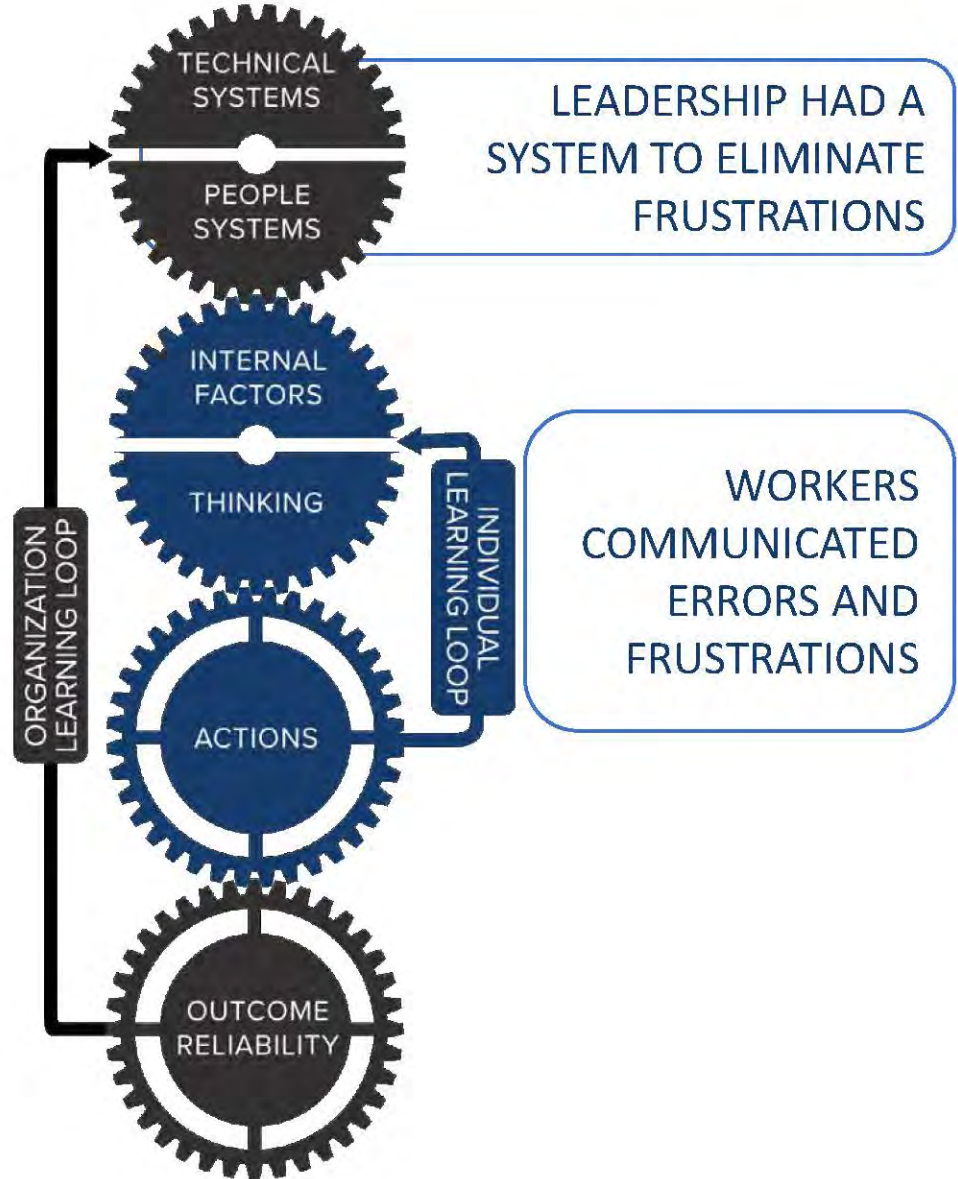 TECHNICAL
SYSTEMS
PEOPLE
SYSTEMS
LEADERSHIP HAD A
SYSTEM TO ELIMINATE
FRUSTRATIONS
INTERNAL
FACTORS
THINKING
INDIVIDUAL
LEARNING LOOP
WORKERS
COMMUNICATED
ERRORS AND
FRUSTRATIONS
ORGANIZATION
LEARNING LOOP
ACTIONS
OUTCOME
RELIABILITY